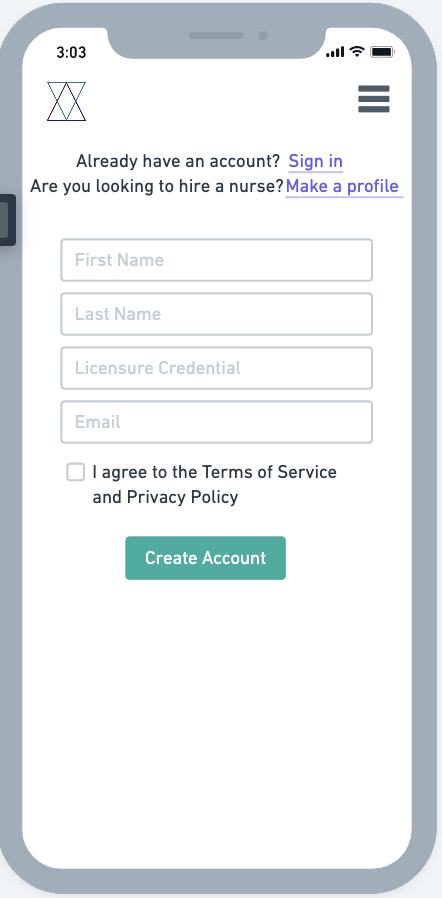 3:03
Already have an account? Sign in
Are you looking to hire a nurse? Make a profile
First Name
Last Name
Licensure Credential
Email
I agree to the Terms of Service
and Privacy Policy
Create Account